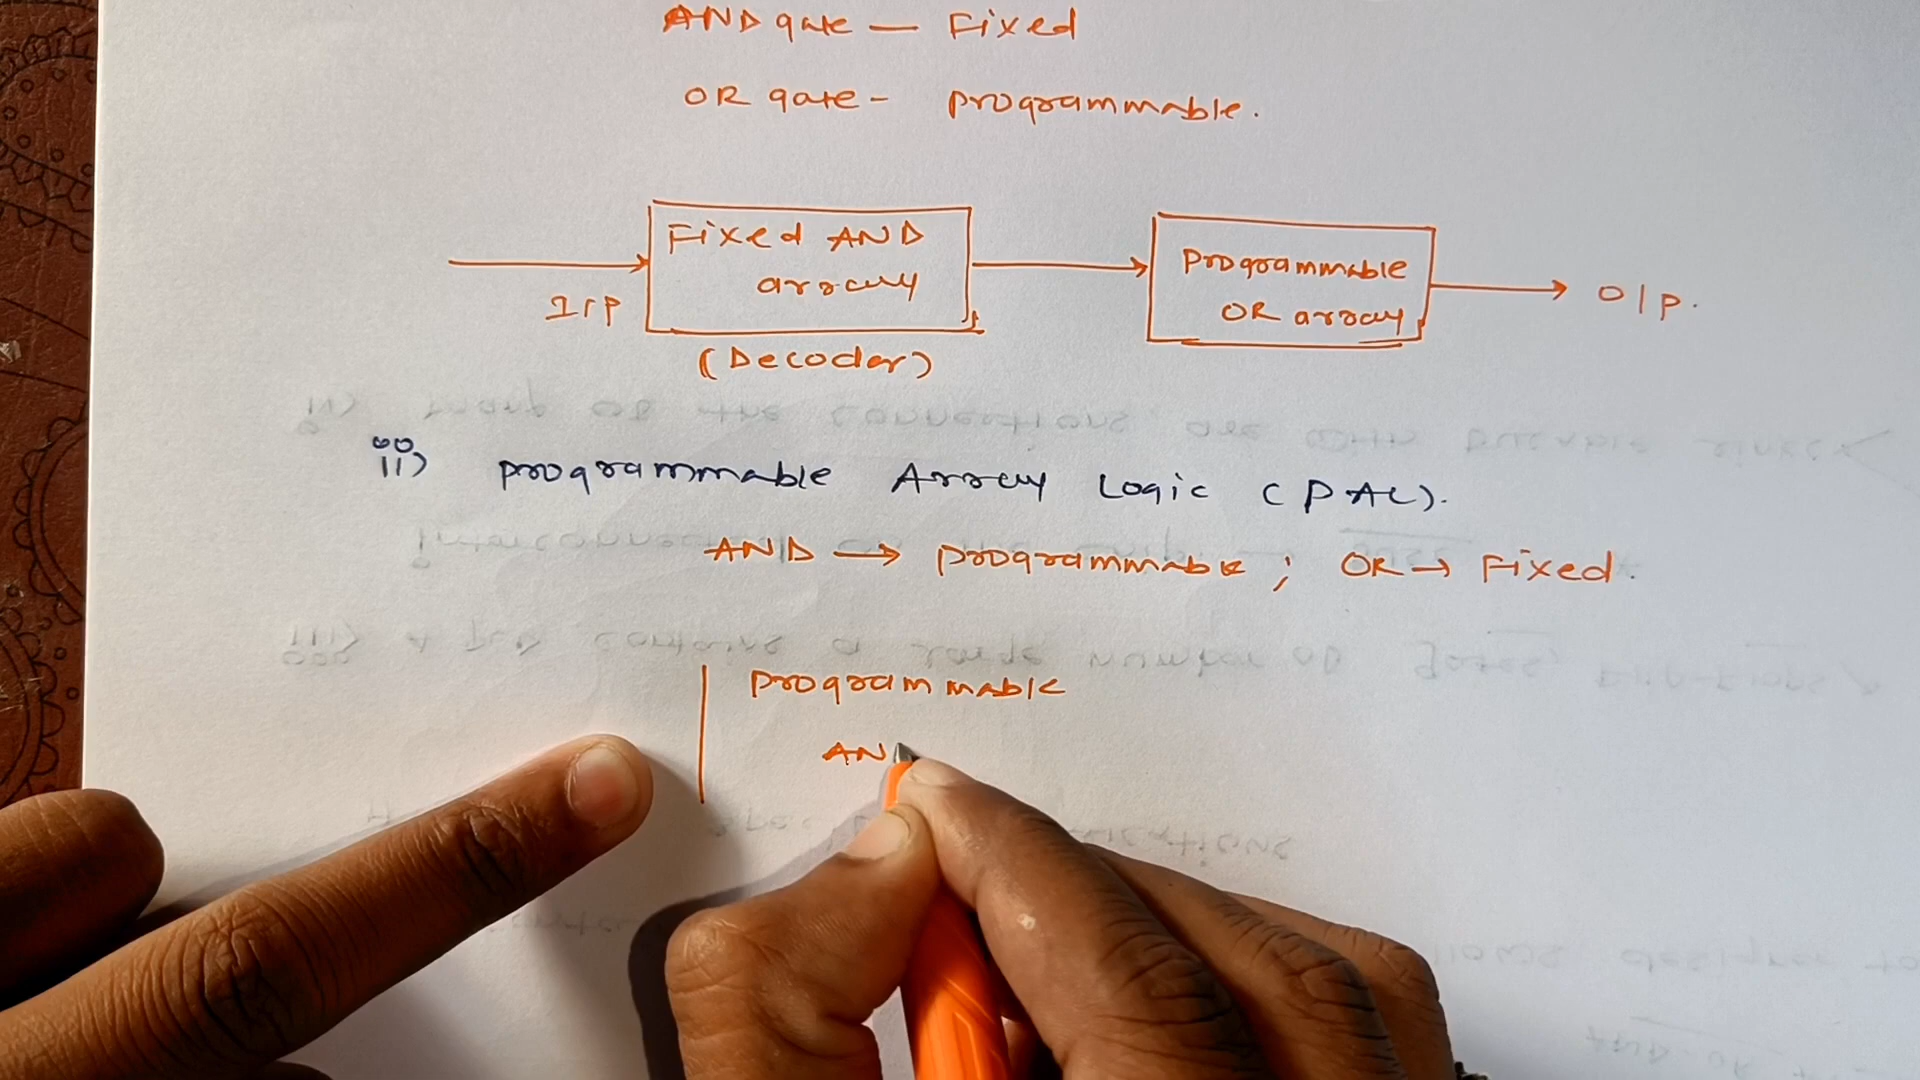 AND gate — Fixed
OR gate - programmable.
Fixed AND
array
programmable
OR array
I/P
O/P.
(Decoder)
ii) programmable Array Logic (PAL).
AND → programmable ; OR → Fixed.
programmable
AN